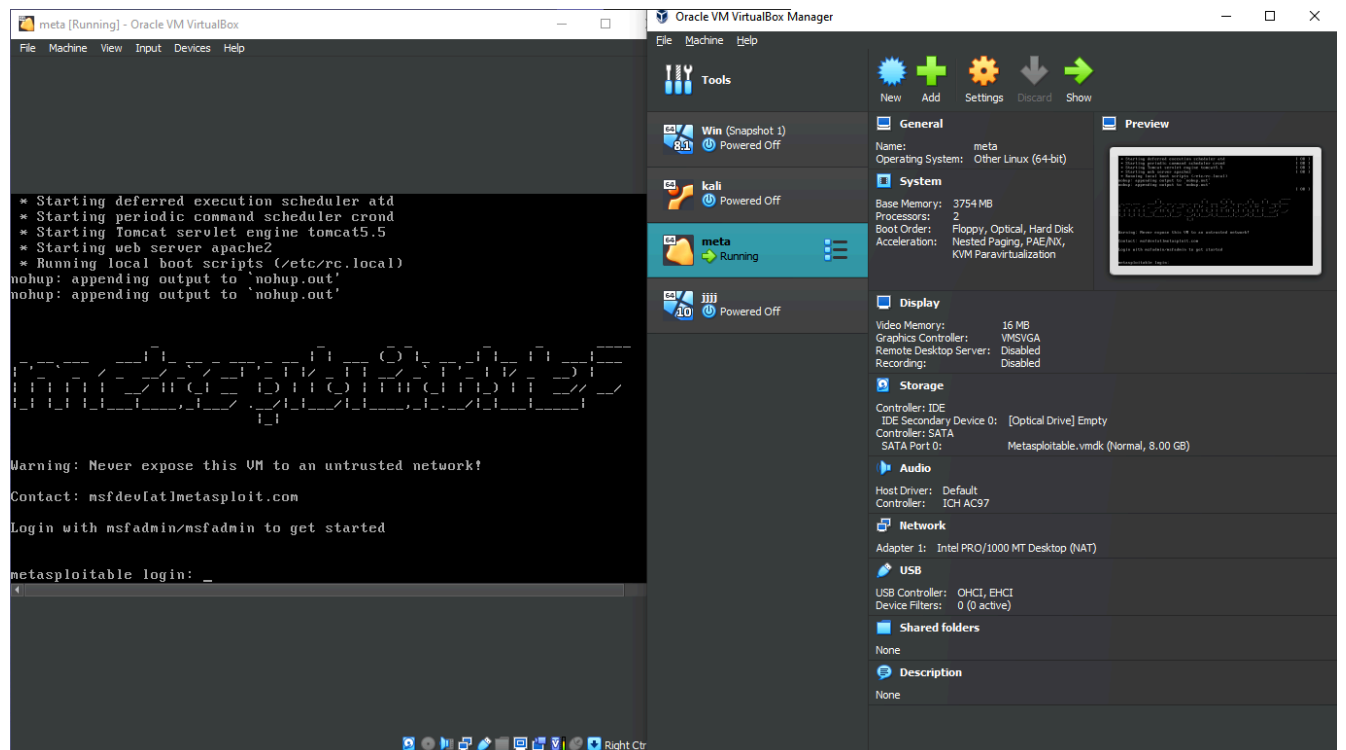 meta [Running] - Oracle VM VirtualBox
File Machine View Input Devices Help
* Starting deferred execution scheduler atd
* Starting periodic command scheduler crond
* Starting Tomcat servlet engine tomcat5.5
* Starting web server apache2
* Running local boot scripts (/etc/rc.local)
nohup: appending output to `nohup.out'
nohup: appending output to `nohup.out'
metasploitable2
Warning: Never expose this VM to an untrusted network!
Contact: msfdev[at]metasploit.com
Login with msfadmin/msfadmin to get started
metasploitable login: _
Right Ctr
Oracle VM VirtualBox Manager
File Machine Help
Tools
64 8.1 Win (Snapshot 1)
Powered Off
64 kali
Powered Off
64 meta
Running
64 10 jjjj
Powered Off
New Add Settings Discard Show
General
Name: meta
Operating System: Other Linux (64-bit)
System
Base Memory: 3754 MB
Processors: 2
Boot Order: Floppy, Optical, Hard Disk
Acceleration: Nested Paging, PAE/NX,
KVM Paravirtualization
Preview
Display
Video Memory: 16 MB
Graphics Controller: VMSVGA
Remote Desktop Server: Disabled
Recording: Disabled
Storage
Controller: IDE
IDE Secondary Device 0: [Optical Drive] Empty
Controller: SATA
SATA Port 0: Metasploitable.vmdk (Normal, 8.00 GB)
Audio
Host Driver: Default
Controller: ICH AC97
Network
Adapter 1: Intel PRO/1000 MT Desktop (NAT)
USB
USB Controller: OHCI, EHCI
Device Filters: 0 (0 active)
Shared folders
None
Description
None